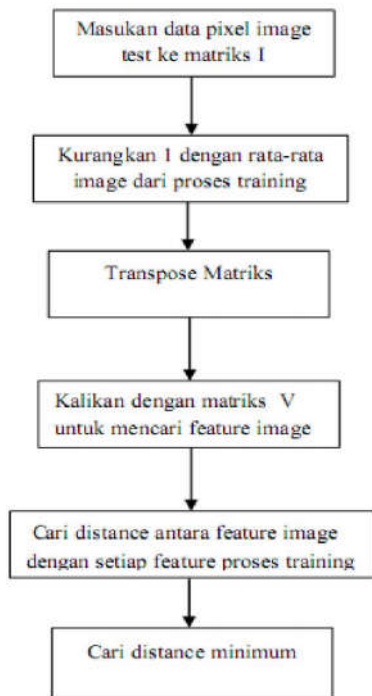 Masukan data pixel image
test ke matriks I
Kurangkan 1 dengan rata-rata
image dari proses training
Transpose Matriks
Kalikan dengan matriks V
untuk mencari feature image
Cari distance antara feature image
dengan setiap feature proses training
Cari distance minimum